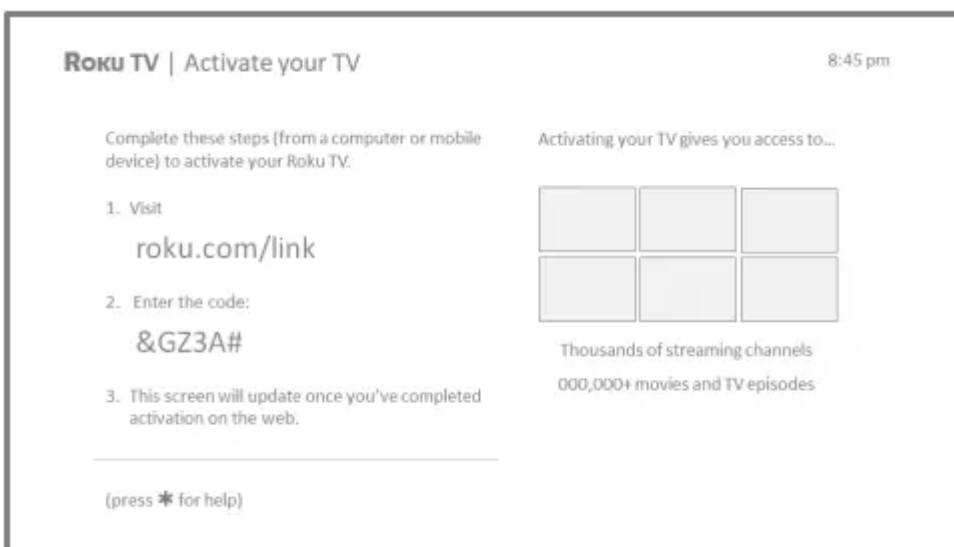 Roku TV | Activate your TV
8:45 pm
Complete these steps (from a computer or mobile
device) to activate your Roku TV.
1. Visit
roku.com/link
2. Enter the code:
&GZ3A#
3. This screen will update once you've completed
activation on the web.
(press * for help)
Activating your TV gives you access to...
Thousands of streaming channels
000,000+ movies and TV episodes